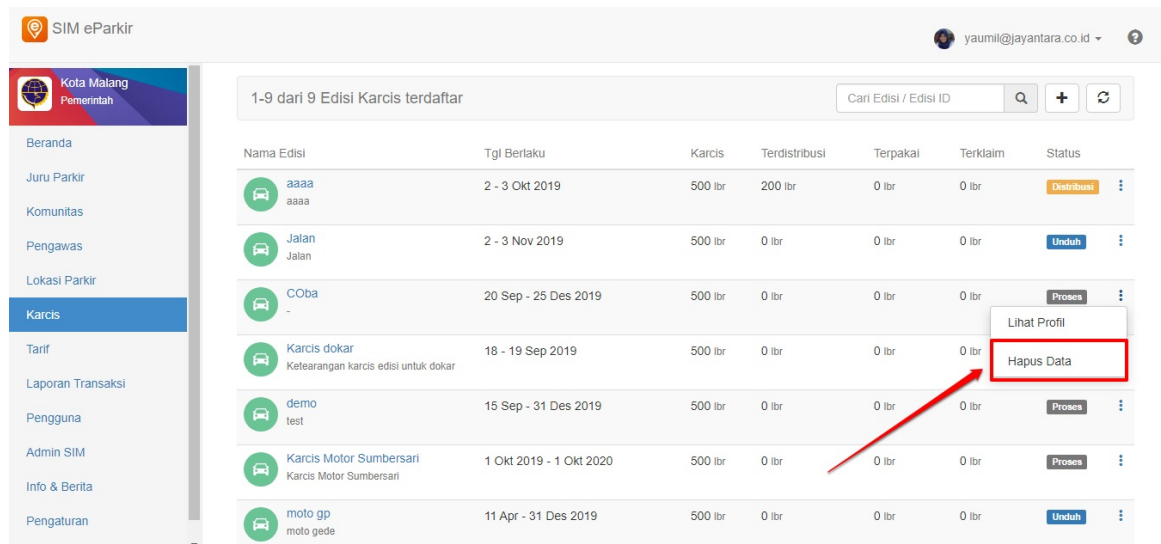 SIM eParkir
yaumil@jayantara.co.id
Kota Malang
Pemerintah
Beranda
Juru Parkir
Komunitas
Pengawas
Lokasi Parkir
Karcis
Tarif
Laporan Transaksi
Pengguna
Admin SIM
Info & Berita
Pengaturan
1-9 dari 9 Edisi Karcis terdaftar
Cari Edisi / Edisi ID
Nama Edisi Tgl Berlaku Karcis Terdistribusi Terpakai Terklaim Status
aaaa 2 - 3 Okt 2019 500 lbr 200 lbr 0 lbr 0 lbr Distribusi
aaaa
Jalan 2 - 3 Nov 2019 500 lbr 0 lbr 0 lbr 0 lbr Unduh
Jalan
COba 20 Sep - 25 Des 2019 500 lbr 0 lbr 0 lbr 0 lbr Proses
-
Lihat Profil
Karcis dokar 18 - 19 Sep 2019 500 lbr 0 lbr 0 lbr 0 lbr
Ketearangan karcis edisi untuk dokar
Hapus Data
demo 15 Sep - 31 Des 2019 500 lbr 0 lbr 0 lbr 0 lbr Proses
test
Karcis Motor Sumbersari 1 Okt 2019 - 1 Okt 2020 500 lbr 0 lbr 0 lbr 0 lbr Proses
Karcis Motor Sumbersari
moto gp 11 Apr - 31 Des 2019 500 lbr 0 lbr 0 lbr 0 lbr Unduh
moto gede